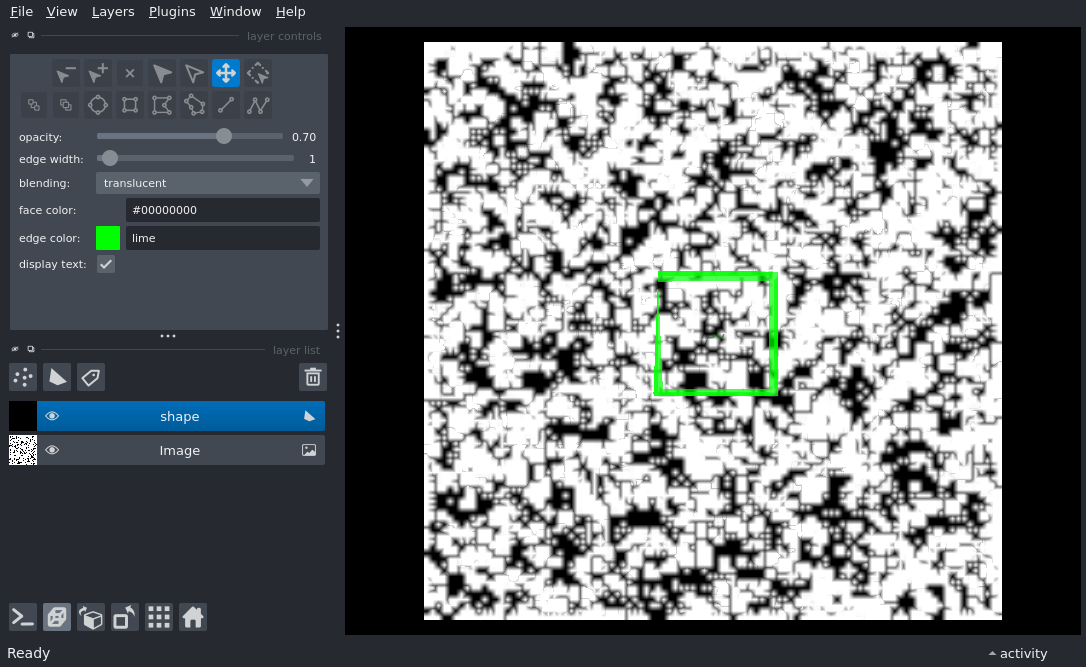 File View Layers Plugins Window Help
layer controls
opacity: 0.70
edge width: 1
blending: translucent
face color: #00000000
edge color: lime
display text:
layer list
shape
Image
Ready activity